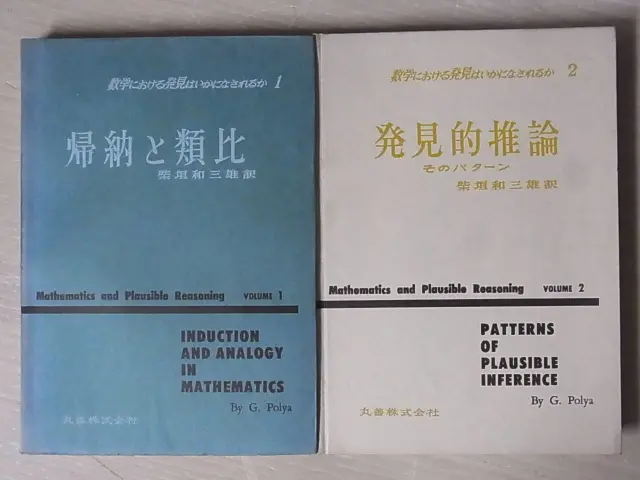 数学における発見はいかになされるか 1
帰納と類比
柴垣和三雄訳
Mathematics and Plausible Reasoning VOLUME 1
INDUCTION
AND ANALOGY
IN
MATHEMATICS
By G. Polya
丸善株式会社
数学における発見はいかになされるか 2
発見的推論
そのパターン
柴垣和三雄訳
Mathematics and Plausible Reasoning VOLUME 2
PATTERNS
OF
PLAUSIBLE
INFERENCE
By G. Polya
丸善株式会社